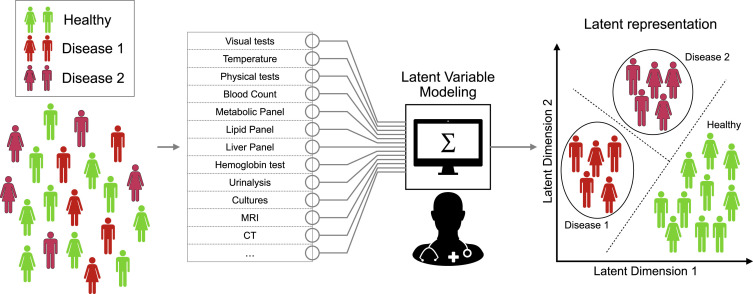 Healthy
Disease 1
Disease 2
Visual tests
Temperature
Physical tests
Blood Count
Metabolic Panel
Lipid Panel
Liver Panel
Hemoglobin test
Urinalysis
Cultures
MRI
CT
...
Latent Variable
Modeling
Σ
Latent representation
Latent Dimension 2
Disease 2
Healthy
Disease 1
Latent Dimension 1